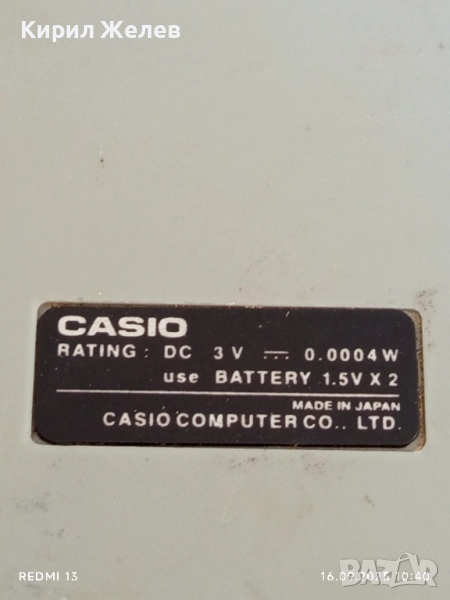 Кирил Желев
CASIO
RATING: DC 3V ⎓ 0.0004W
use BATTERY 1.5V X 2
MADE IN JAPAN
CASIO COMPUTER CO., LTD.
REDMI 13
BAZAR